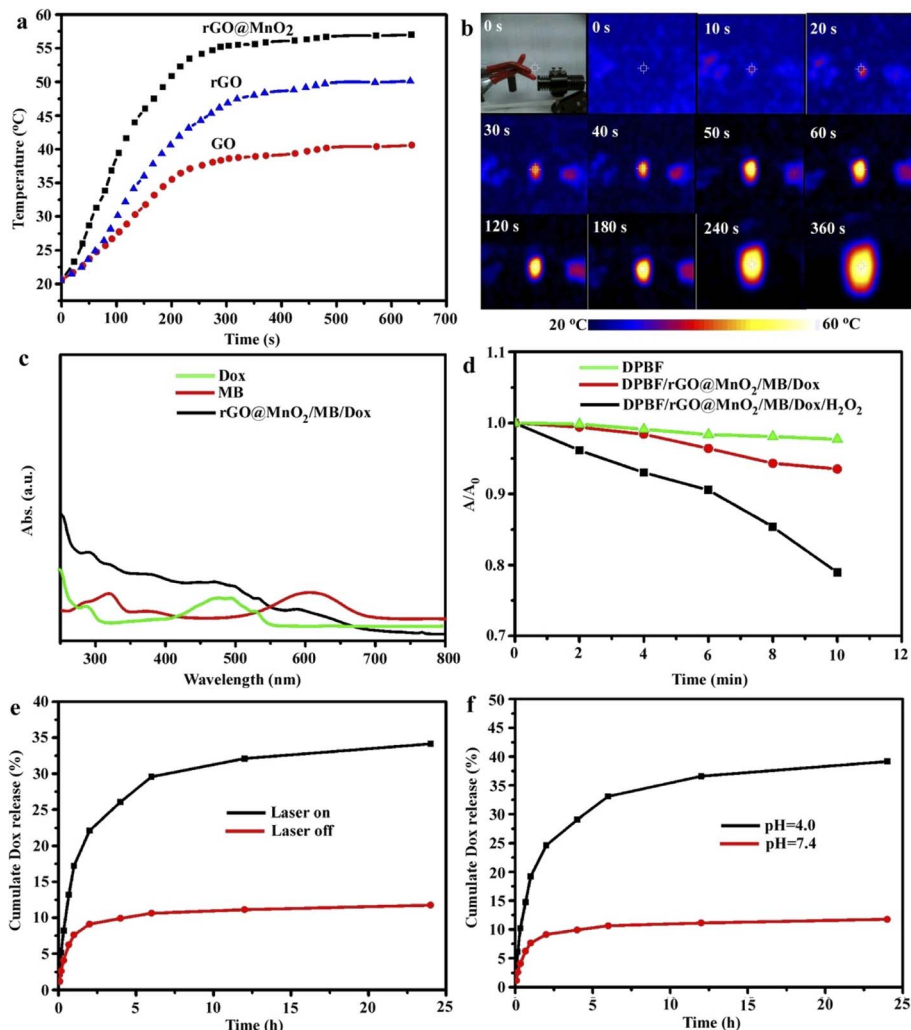 a
60
55
50
45
40
35
30
25
20
Temperature (°C)
rGO@MnO₂
rGO
GO
0 100 200 300 400 500 600 700
Time (s)
b
0 s 0 s 10 s 20 s
30 s 40 s 50 s 60 s
120 s 180 s 240 s 360 s
20 °C 60 °C
c
Abs. (a.u.)
Dox
MB
rGO@MnO₂/MB/Dox
300 400 500 600 700 800
Wavelength (nm)
d
1.1
1.0
0.9
0.8
0.7
A/A₀
DPBF
DPBF/rGO@MnO₂/MB/Dox
DPBF/rGO@MnO₂/MB/Dox/H₂O₂
0 2 4 6 8 10 12
Time (min)
e
40
35
30
25
20
15
10
5
0
Cumulate Dox release (%)
Laser on
Laser off
0 5 10 15 20 25
Time (h)
f
50
45
40
35
30
25
20
15
10
5
0
Cumulate Dox release (%)
pH=4.0
pH=7.4
0 5 10 15 20 25
Time (h)